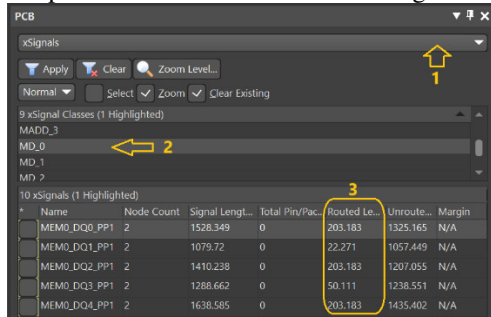 PCB
xSignals
Apply Clear Zoom Level...
1
Normal Select Zoom Clear Existing
9 xSignal Classes (1 Highlighted)
MADD_3
MD_0 2
MD_1
MD_2
10 xSignals (1 Highlighted) 3
* Name Node Count Signal Lengt... Total Pin/Pac... Routed Le... Unroute... Margin
MEM0_DQ0_PP1 2 1528.349 0 203.183 1325.165 N/A
MEM0_DQ1_PP1 2 1079.72 0 22.271 1057.449 N/A
MEM0_DQ2_PP1 2 1410.238 0 203.183 1207.055 N/A
MEM0_DQ3_PP1 2 1288.662 0 50.111 1238.551 N/A
MEM0_DQ4_PP1 2 1638.585 0 203.183 1435.402 N/A